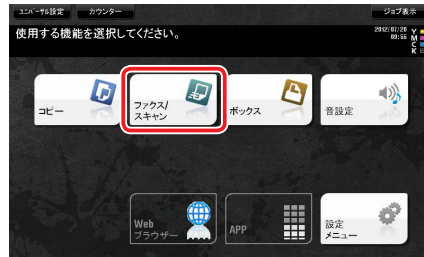 ユニバーサル設定 カウンター ジョブ表示
使用する機能を選択してください。
2012/07/20
09:56
Y
M
C
K
コピー
ファクス/
スキャン
ボックス
音設定
Web
ブラウザー
APP
設定
メニュー